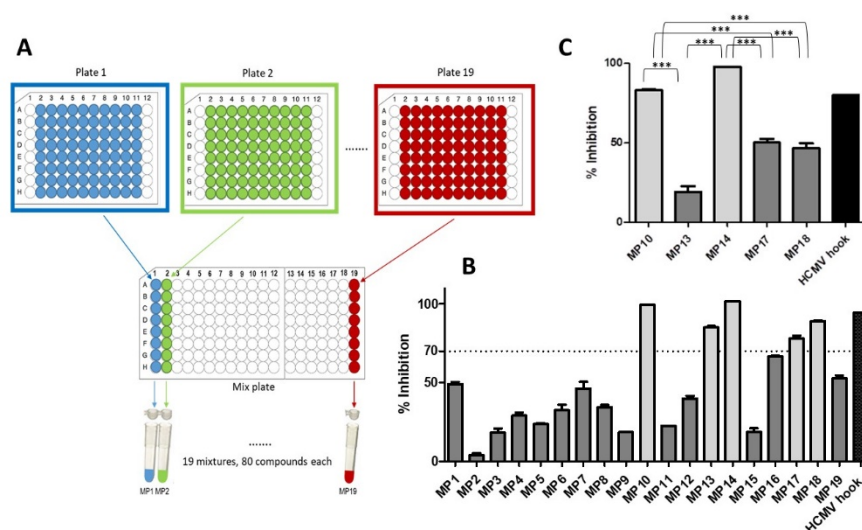 A
Plate 1
Plate 2
Plate 19
1 2 3 4 5 6 7 8 9 10 11 12
A
B
C
D
E
F
G
H
1 2 3 4 5 6 7 8 9 10 11 12
A
B
C
D
E
F
G
H
.......
1 2 3 4 5 6 7 8 9 10 11 12
A
B
C
D
E
F
G
H
1 2 3 4 5 6 7 8 9 10 11 12 13 14 15 16 17 18 19
A
B
C
D
E
F
G
H
Mix plate
.......
19 mixtures, 80 compounds each
MP1 MP2 MP19
C
*** *** *** *** *** ***
% Inhibition
100
50
0
MP10 MP13 MP14 MP17 MP18 HCMV hook
B
% Inhibition
100
70
50
0
MP1 MP2 MP3 MP4 MP5 MP6 MP7 MP8 MP9 MP10 MP11 MP12 MP13 MP14 MP15 MP16 MP17 MP18 MP19 HCMV hook